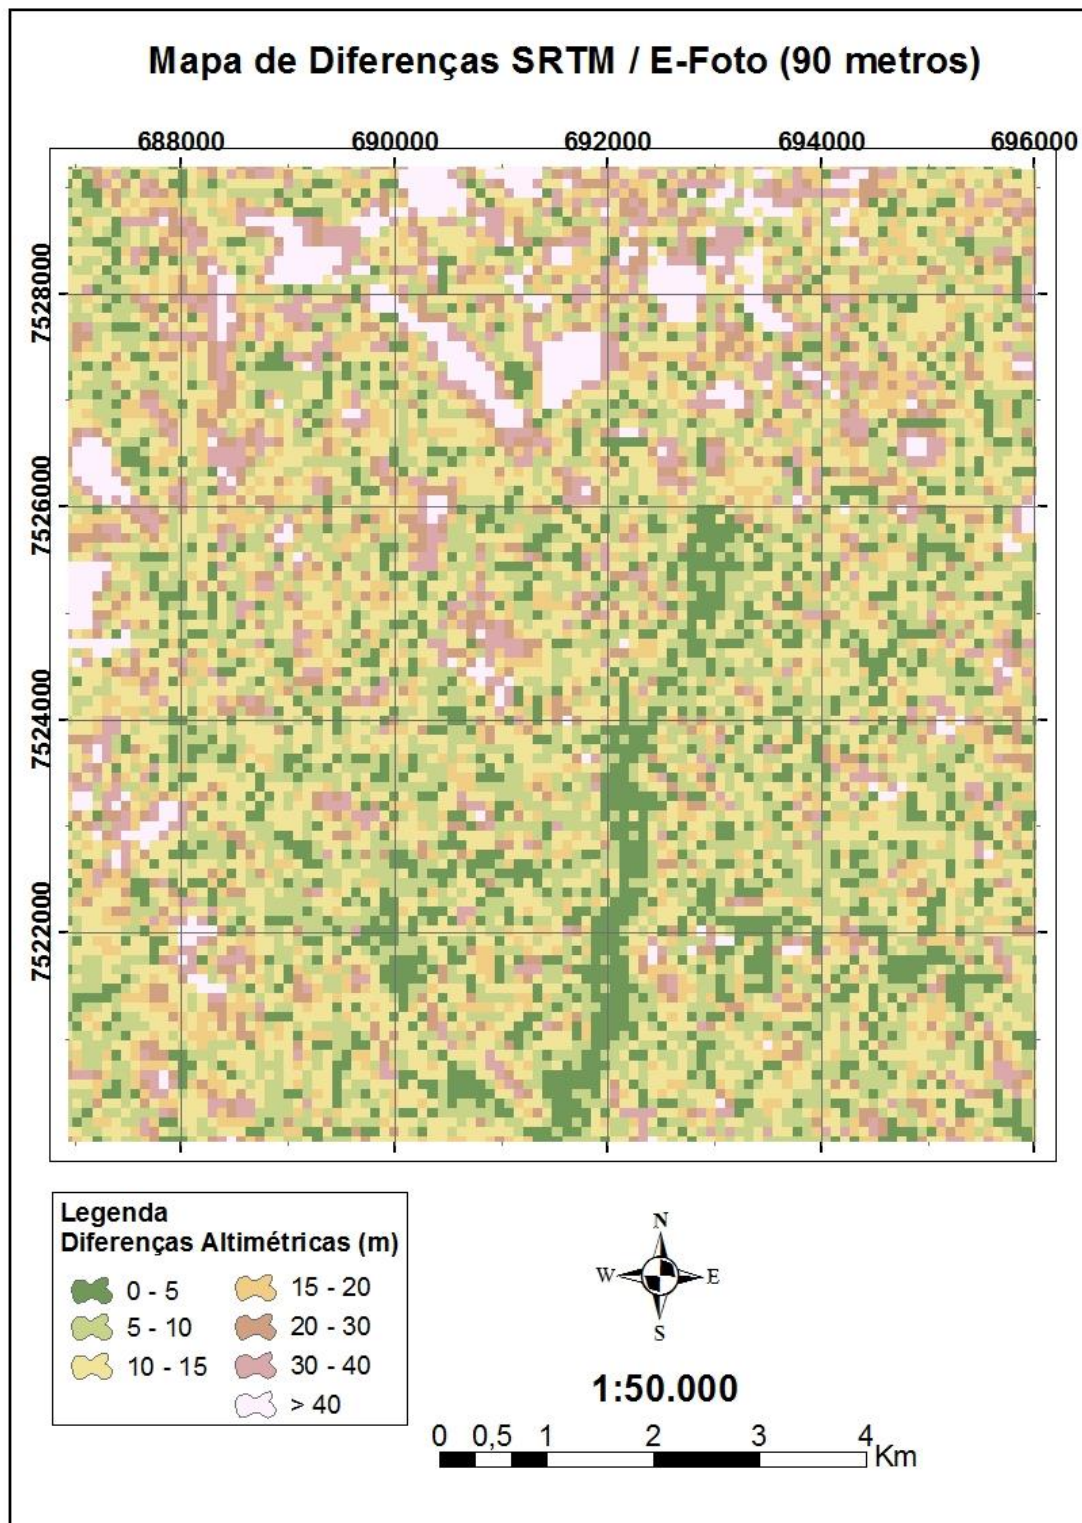 Mapa de Diferenças SRTM / E-Foto (90 metros)
688000 690000 692000 694000 696000
7528000
7526000
7524000
7522000
Legenda
Diferenças Altimétricas (m)
0 - 5 15 - 20
5 - 10 20 - 30
10 - 15 30 - 40
> 40
N
W E
S
1:50.000
0 0,5 1 2 3 4
Km